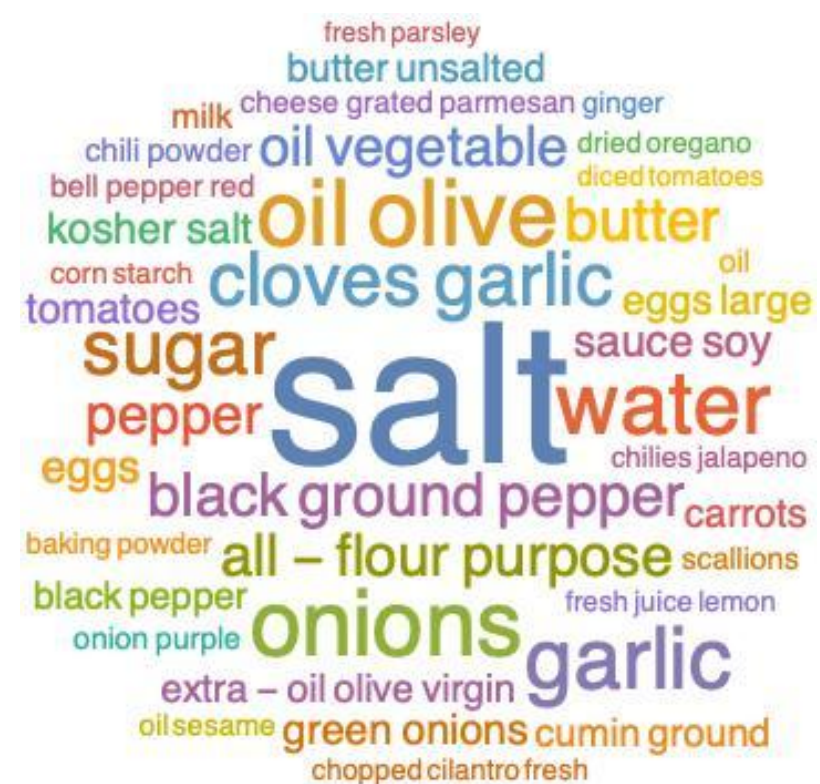 fresh parsley
butter unsalted
milk cheese grated parmesan ginger
chili powder oil vegetable dried oregano
bell pepper red diced tomatoes
kosher salt oil olive butter
corn starch cloves garlic oil
tomatoes eggs large
sugar sauce soy
pepper salt water
eggs chilies jalapeno
black ground pepper carrots
baking powder all – flour purpose scallions
black pepper onions fresh juice lemon
onion purple garlic
extra – oil olive virgin
oil sesame green onions cumin ground
chopped cilantro fresh